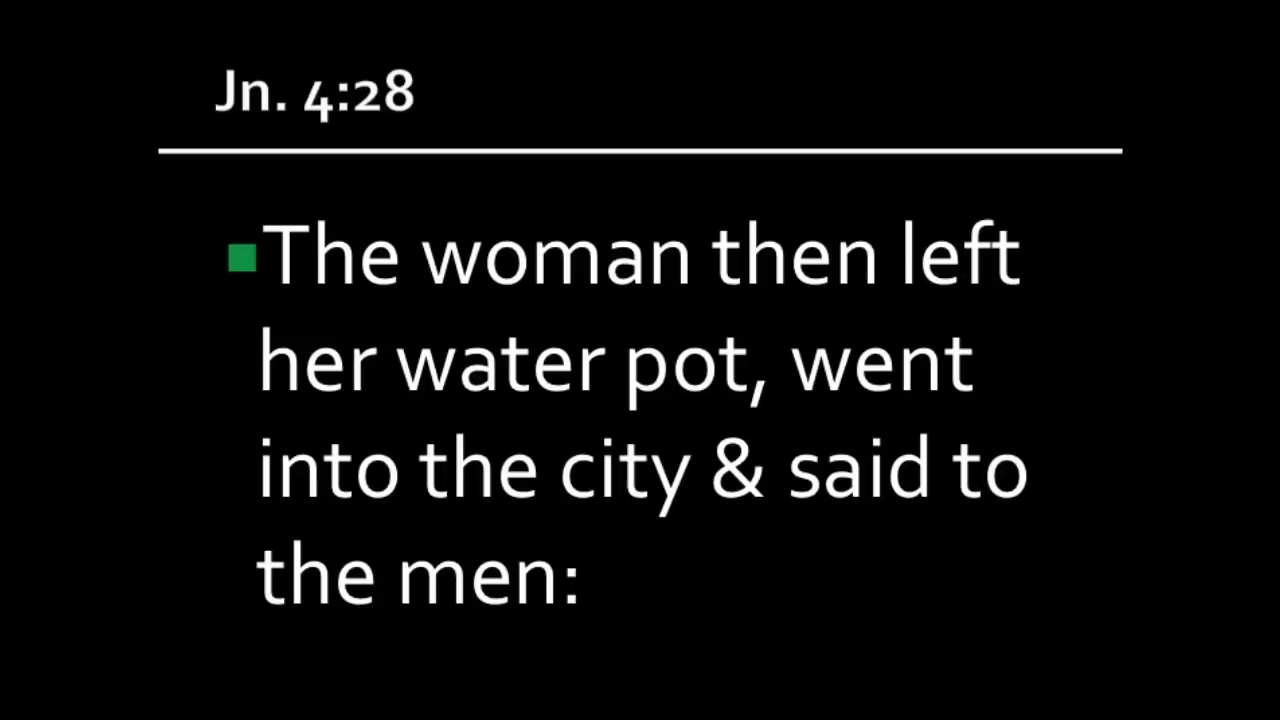 Jn. 4:28
The woman then left
her water pot, went
into the city & said to
the men: